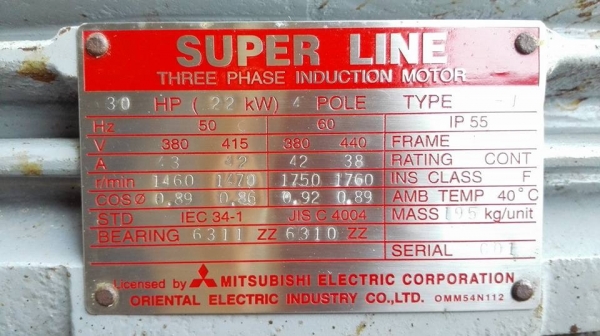 SUPER LINE
THREE PHASE INDUCTION MOTOR
30 HP ( 22 kW) 4 POLE TYPE
Hz 50 60 IP 55
V 380 415 380 440 FRAME
A 43 42 42 38 RATING CONT
r/min 1460 1470 1750 1760 INS CLASS F
COSØ 0.89 0.86 0.92 0.89 AMB TEMP 40°C
STD IEC 34-1 JIS C 4004 MASS 195 kg/unit
BEARING 6311 ZZ 6310 ZZ
SERIAL
Licensed by MITSUBISHI ELECTRIC CORPORATION
ORIENTAL ELECTRIC INDUSTRY CO.,LTD. OMM54N112